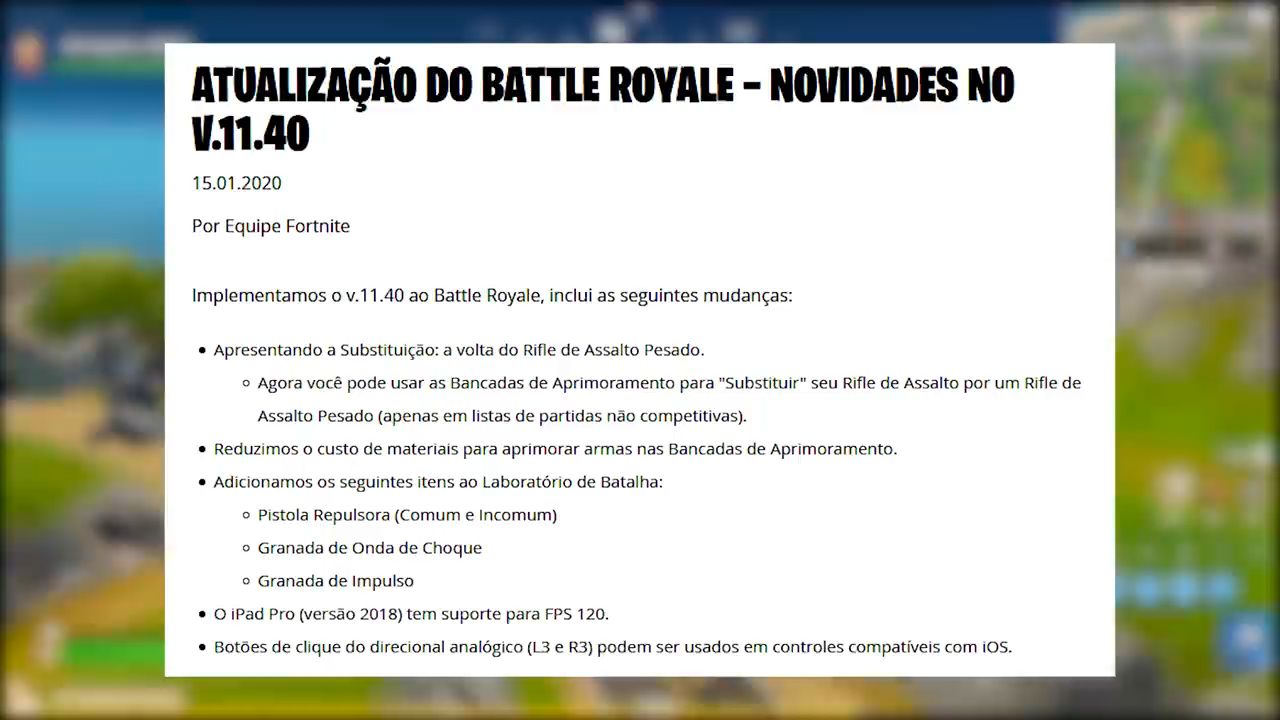 ATUALIZAÇÃO DO BATTLE ROYALE – NOVIDADES NO
V.11.40
15.01.2020
Por Equipe Fortnite
Implementamos o v.11.40 ao Battle Royale, inclui as seguintes mudanças:
• Apresentando a Substituição: a volta do Rifle de Assalto Pesado.
◦ Agora você pode usar as Bancadas de Aprimoramento para "Substituir" seu Rifle de Assalto por um Rifle de
Assalto Pesado (apenas em listas de partidas não competitivas).
• Reduzimos o custo de materiais para aprimorar armas nas Bancadas de Aprimoramento.
• Adicionamos os seguintes itens ao Laboratório de Batalha:
◦ Pistola Repulsora (Comum e Incomum)
◦ Granada de Onda de Choque
◦ Granada de Impulso
• O iPad Pro (versão 2018) tem suporte para FPS 120.
• Botões de clique do direcional analógico (L3 e R3) podem ser usados em controles compatíveis com iOS.